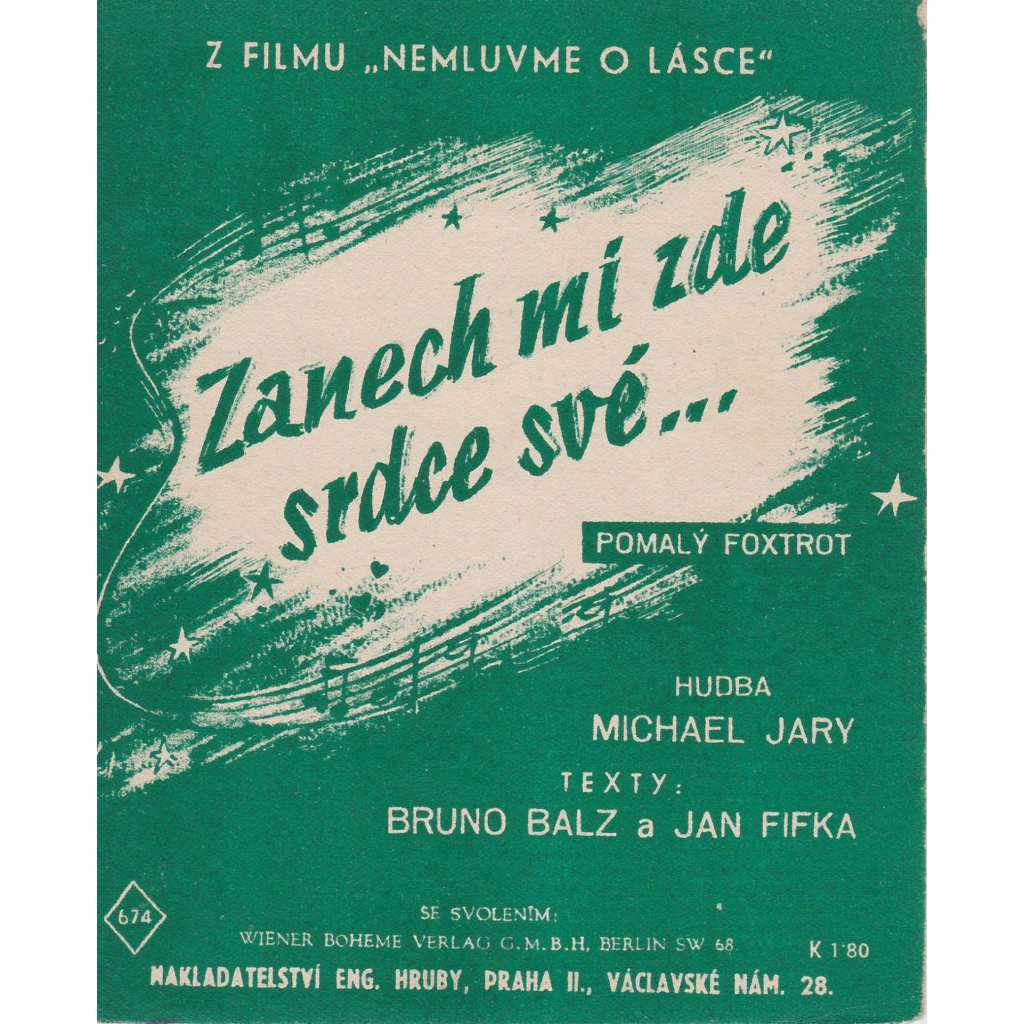 Z FILMU „NEMLUVME O LÁSCE“
Zanech mi zde
srdce své...
POMALÝ FOXTROT
HUDBA
MICHAEL JARY
TEXTY:
BRUNO BALZ a JAN FIFKA
674
SE SVOLENÍM:
WIENER BOHEME VERLAG G.M.B.H, BERLIN SW 68.
K 1·80
NAKLADATELSTVÍ ENG. HRUBY, PRAHA II., VÁCLAVSKÉ NÁM. 28.